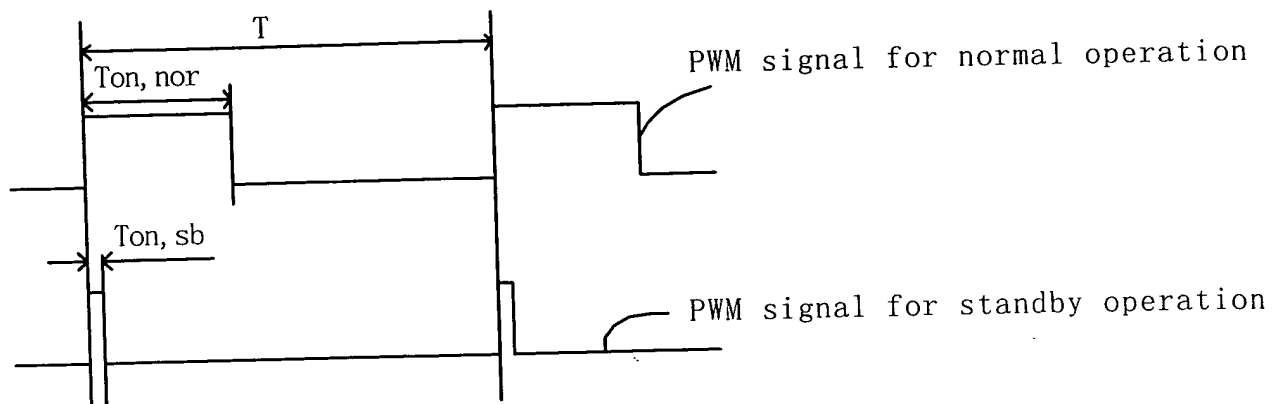 T
PWM signal for normal operation
Ton, nor
Ton, sb
PWM signal for standby operation